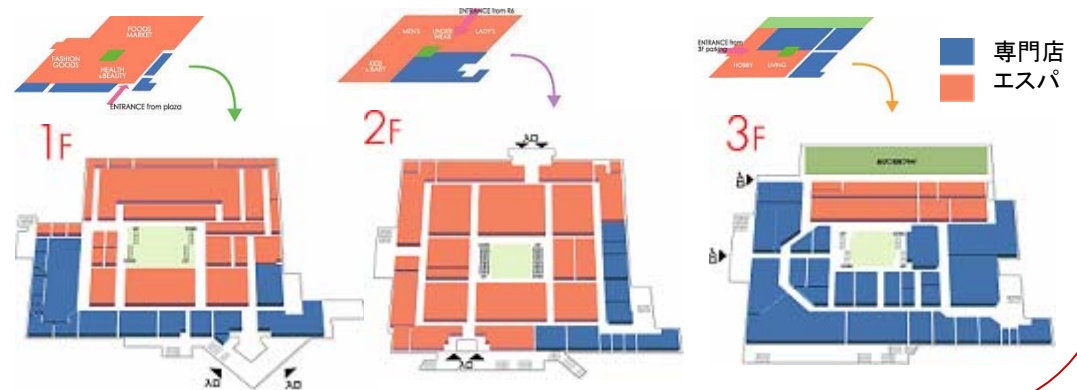 FOODS
MARKET
FASHION
GOODS
HEALTH
&BEAUTY
ENTRANCE from plaza
ENTRANCE from R6
MEN'S
UNDER
WEAR
LADY'S
KIDS
& BABY
ENTRANCE from
3F parking
HOBBY
LIVING
専門店
エスパ
1F
2F
3F
入口
入口
入口
入口
入口
入口